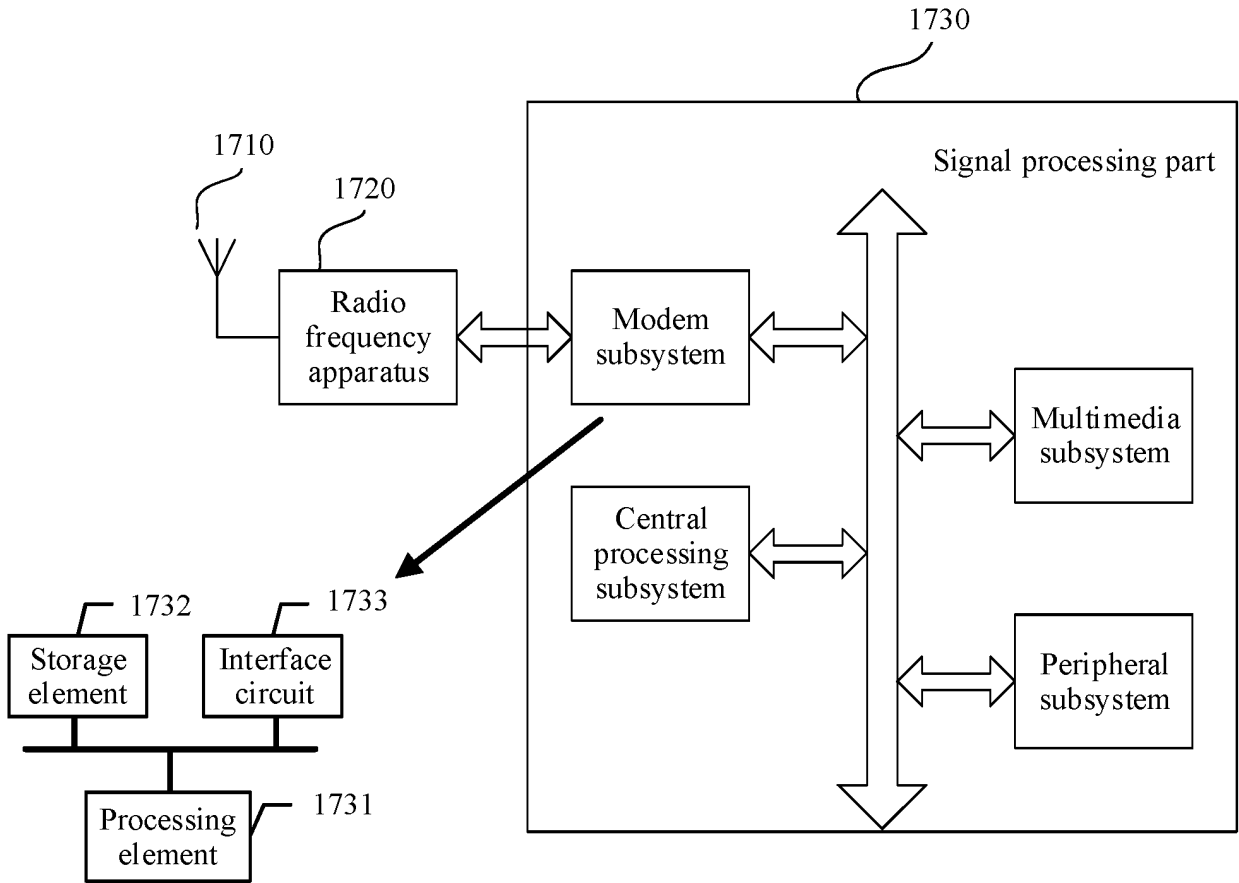 1730
Signal processing part
1710
1720
Radio
frequency
apparatus
Modem
subsystem
Multimedia
subsystem
Central
processing
subsystem
Peripheral
subsystem
1732
Storage
element
1733
Interface
circuit
Processing
element
1731